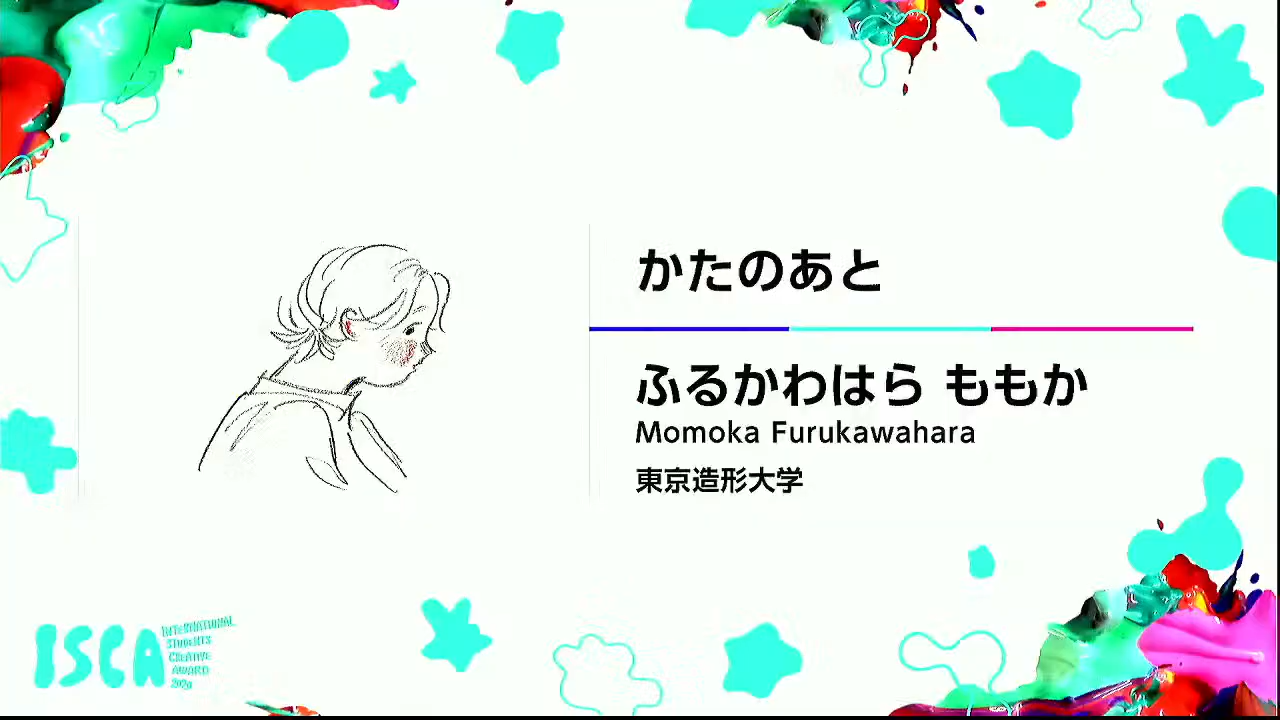 かたのあと
ふるかわはら ももか
Momoka Furukawahara
東京造形大学
ISCA
INTERNATIONAL
STUDENTS
CREATIVE
AWARD